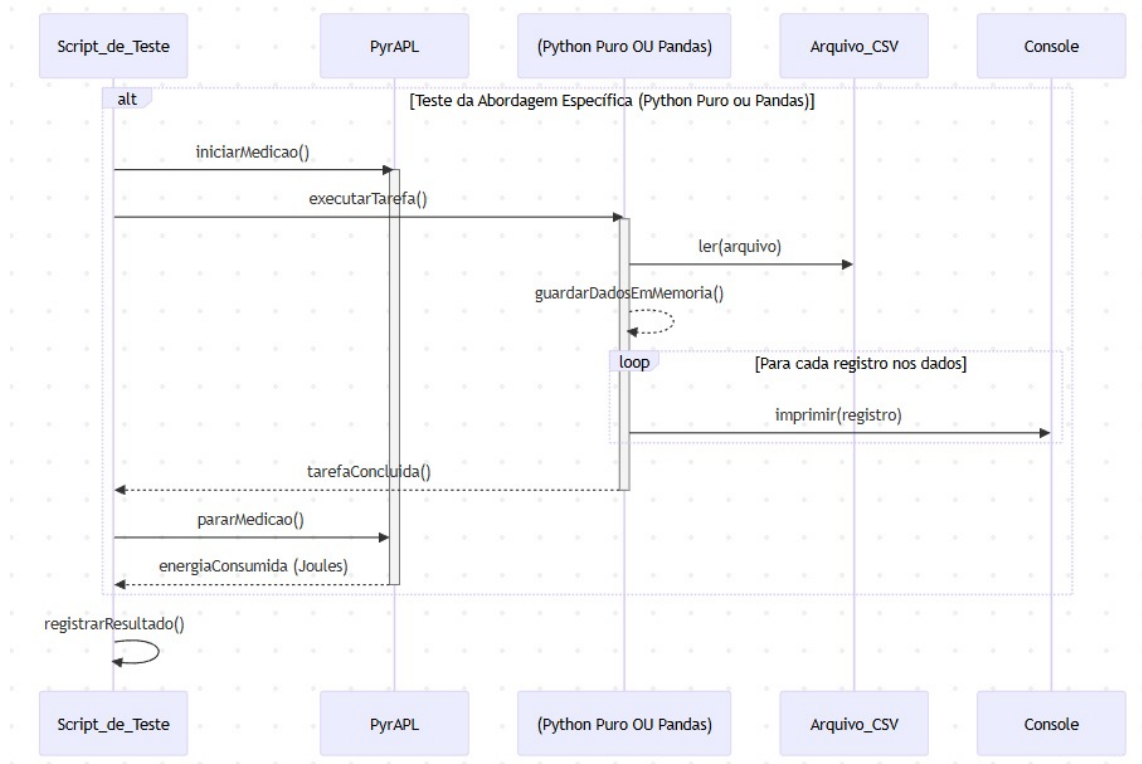 Script_de_Teste
PyrAPL
(Python Puro OU Pandas)
Arquivo_CSV
Console
alt
[Teste da Abordagem Específica (Python Puro ou Pandas)]
iniciarMedicao()
executarTarefa()
ler(arquivo)
guardarDadosEmMemoria()
loop
[Para cada registro nos dados]
imprimir(registro)
tarefaConcluida()
pararMedicao()
energiaConsumida (Joules)
registrarResultado()
Script_de_Teste
PyrAPL
(Python Puro OU Pandas)
Arquivo_CSV
Console